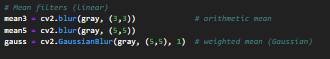 # Mean filters (linear)
mean3 = cv2.blur(gray, (3,3))          # arithmetic mean
mean5 = cv2.blur(gray, (5,5))
gauss = cv2.GaussianBlur(gray, (5,5), 1)  # weighted mean (Gaussian)